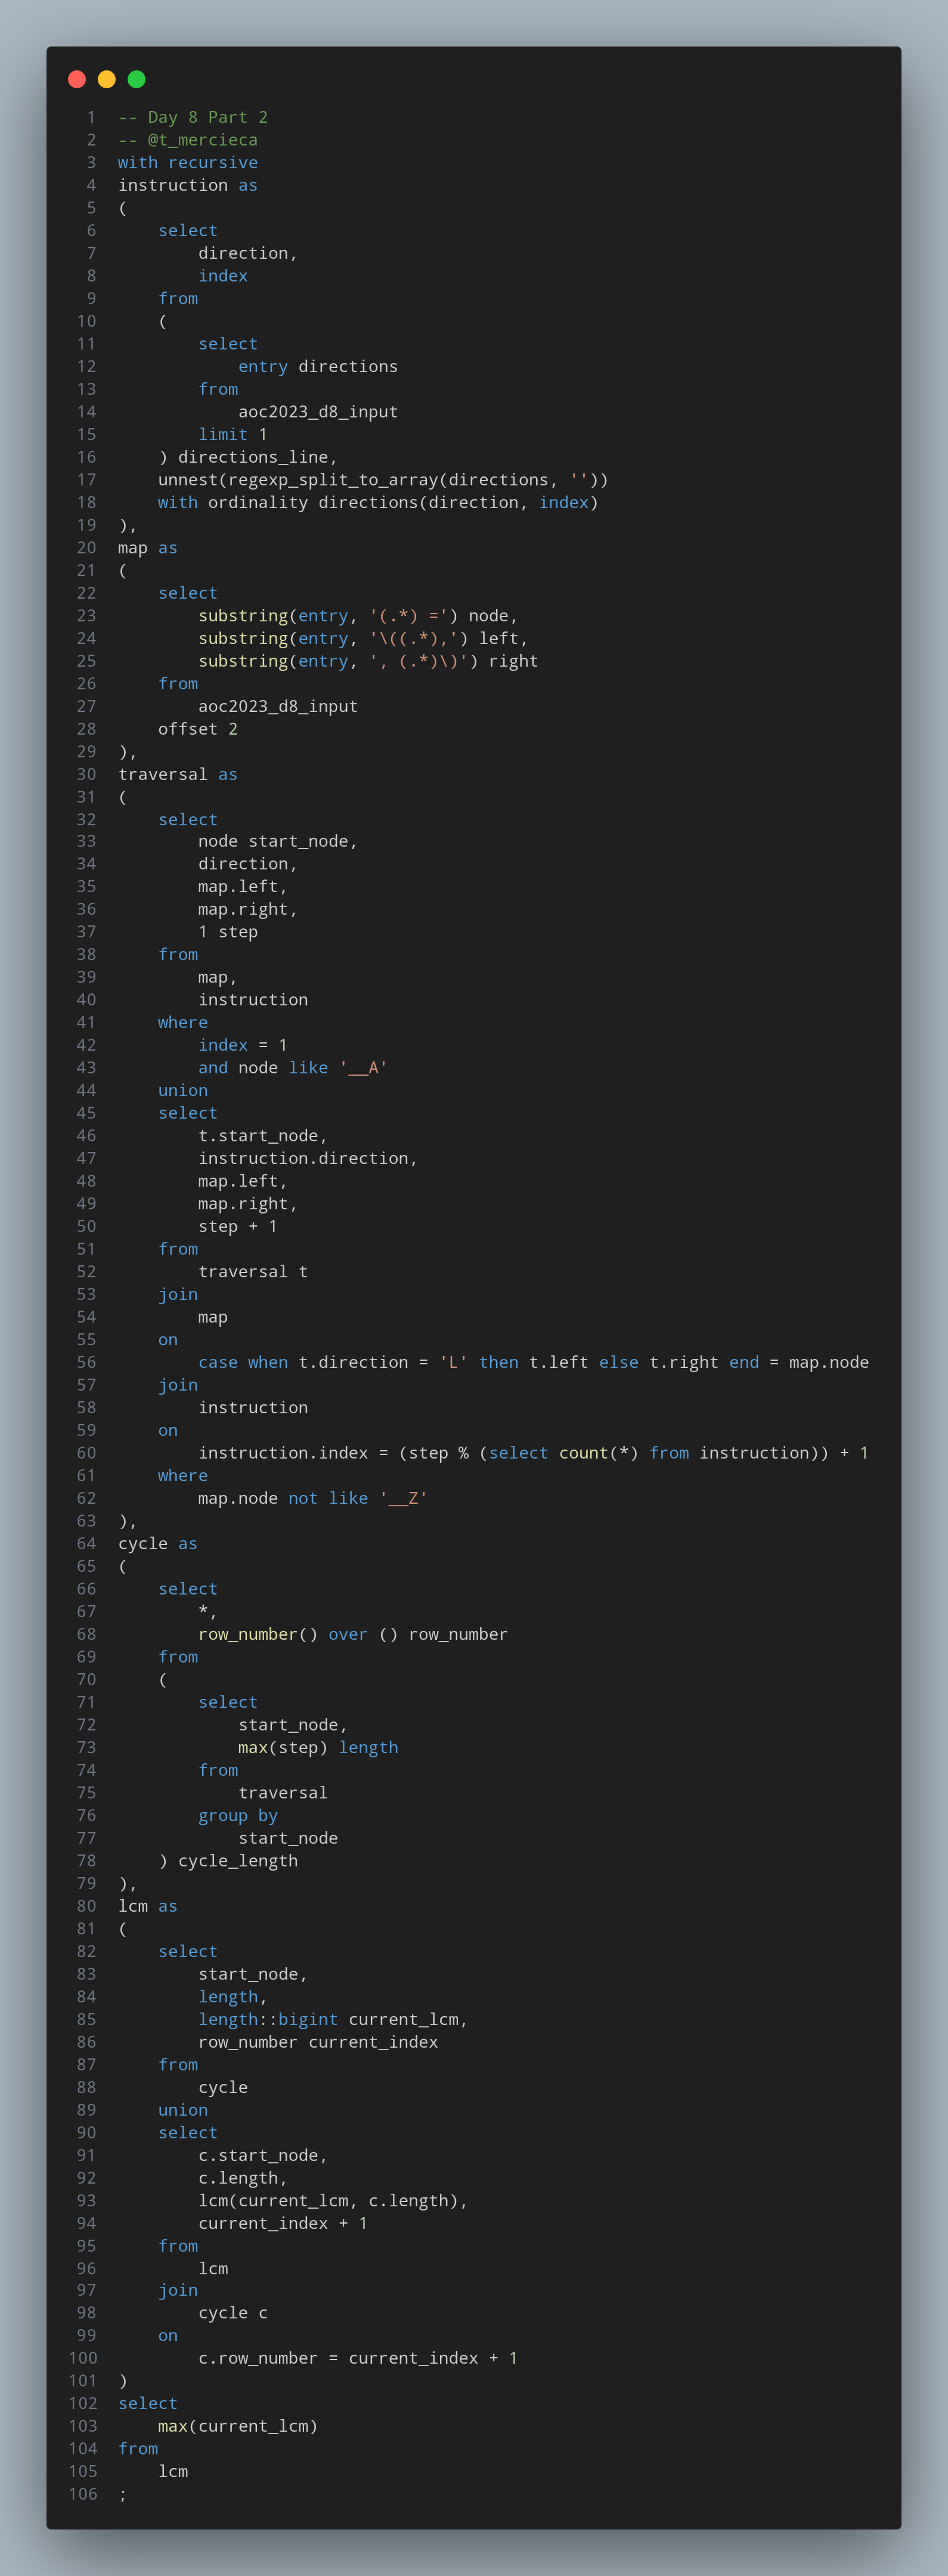 1 -- Day 8 Part 2
2 -- @t_mercieca
3 with recursive
4 instruction as
5 (
6     select
7         direction,
8         index
9     from
10     (
11         select
12             entry directions
13         from
14             aoc2023_d8_input
15         limit 1
16     ) directions_line,
17     unnest(regexp_split_to_array(directions, ''))
18     with ordinality directions(direction, index)
19 ),
20 map as
21 (
22     select
23         substring(entry, '(.*) =') node,
24         substring(entry, '\((.*),') left,
25         substring(entry, ', (.*)\)') right
26     from
27         aoc2023_d8_input
28     offset 2
29 ),
30 traversal as
31 (
32     select
33         node start_node,
34         direction,
35         map.left,
36         map.right,
37         1 step
38     from
39         map,
40         instruction
41     where
42         index = 1
43         and node like '__A'
44     union
45     select
46         t.start_node,
47         instruction.direction,
48         map.left,
49         map.right,
50         step + 1
51     from
52         traversal t
53     join
54         map
55     on
56         case when t.direction = 'L' then t.left else t.right end = map.node
57     join
58         instruction
59     on
60         instruction.index = (step % (select count(*) from instruction)) + 1
61     where
62         map.node not like '__Z'
63 ),
64 cycle as
65 (
66     select
67         *,
68         row_number() over () row_number
69     from
70     (
71         select
72             start_node,
73             max(step) length
74         from
75             traversal
76         group by
77             start_node
78     ) cycle_length
79 ),
80 lcm as
81 (
82     select
83         start_node,
84         length,
85         length::bigint current_lcm,
86         row_number current_index
87     from
88         cycle
89     union
90     select
91         c.start_node,
92         c.length,
93         lcm(current_lcm, c.length),
94         current_index + 1
95     from
96         lcm
97     join
98         cycle c
99     on
100         c.row_number = current_index + 1
101 )
102 select
103     max(current_lcm)
104 from
105     lcm
106 ;